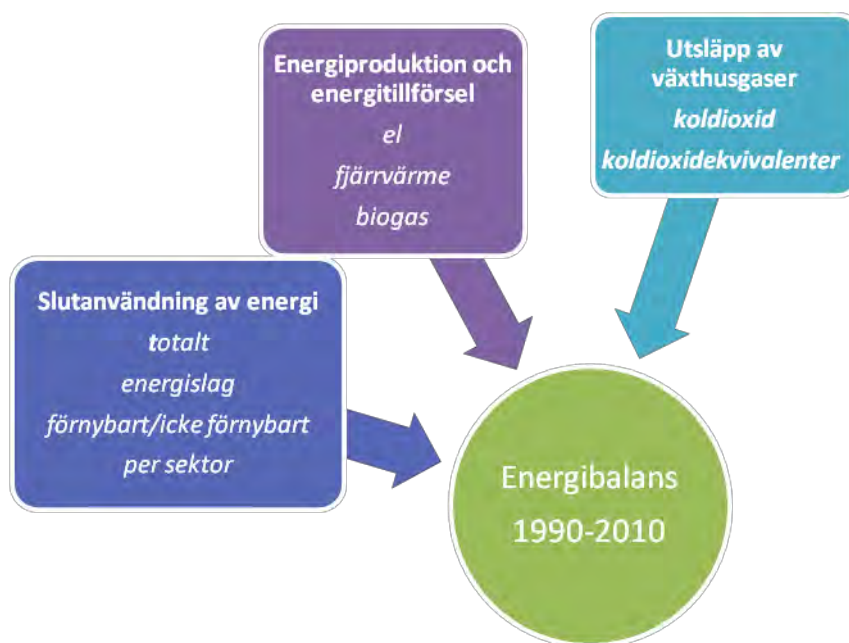 Energiproduktion och
energitillförsel
el
fjärrvärme
biogas
Utsläpp av
växthusgaser
koldioxid
koldioxidekvivalenter
Slutanvändning av energi
totalt
energislag
förnybart/icke förnybart
per sektor
Energibalans
1990-2010